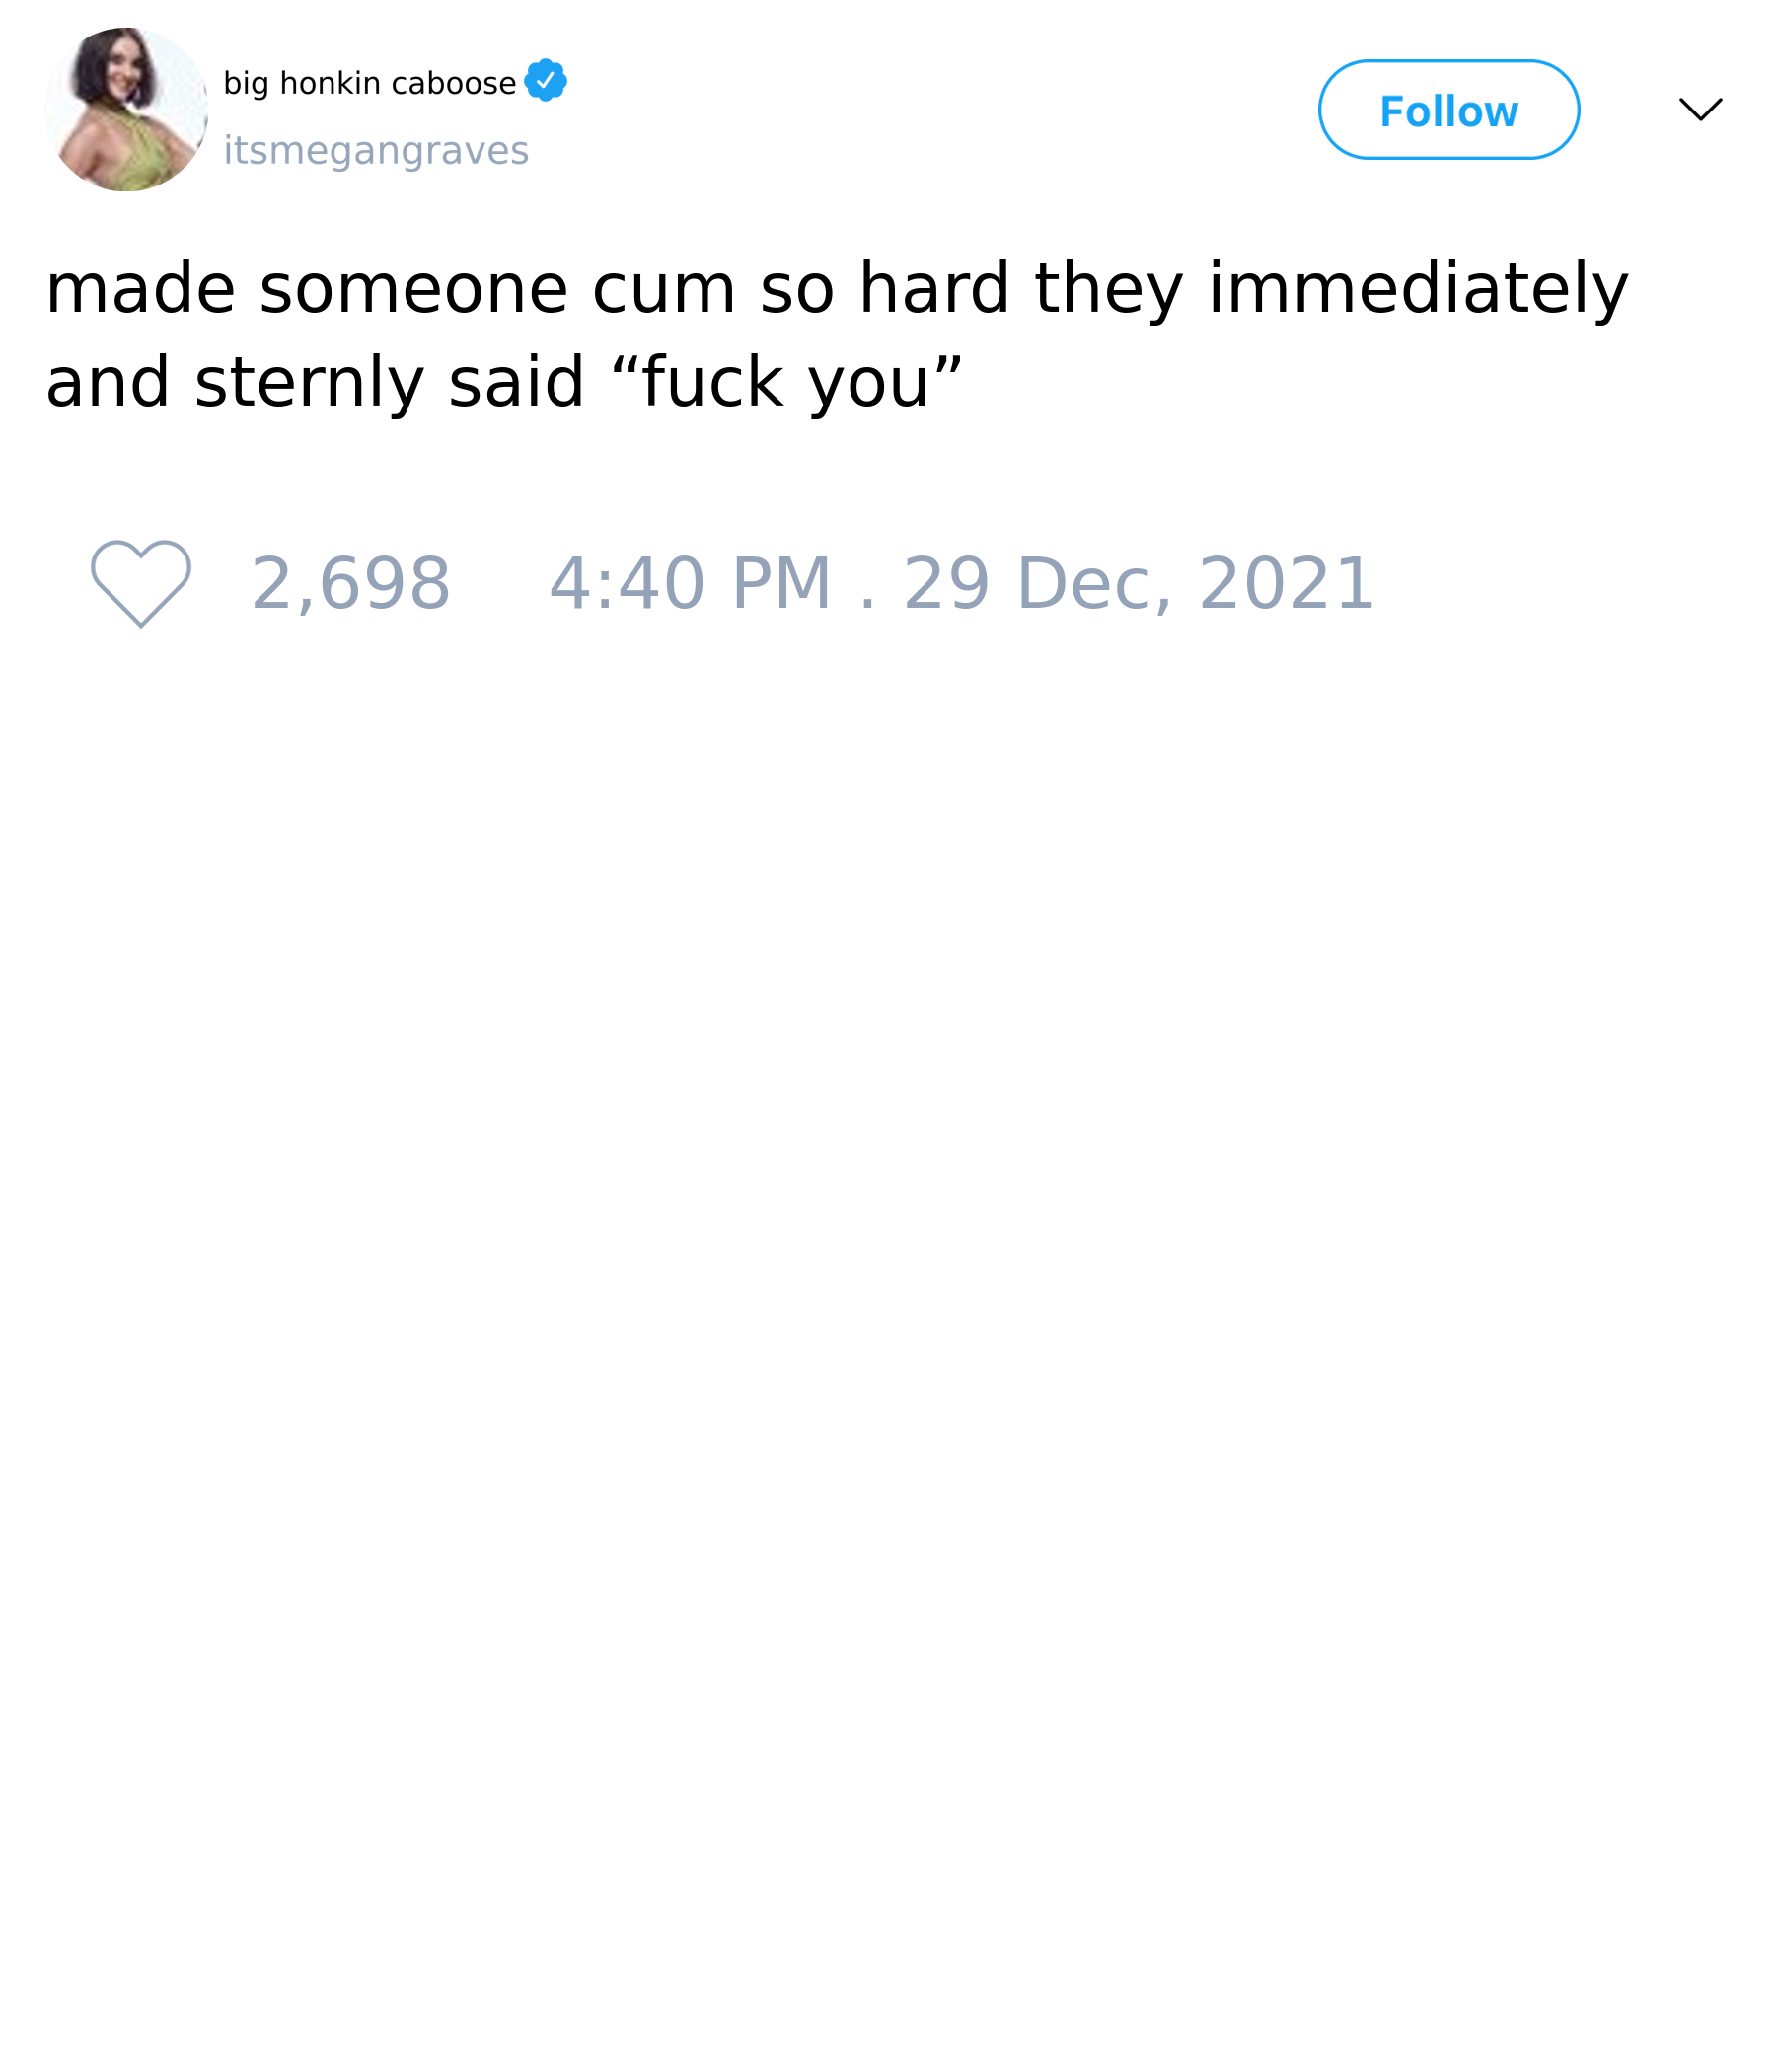 big honkin caboose
itsmegangraves
Follow
made someone cum so hard they immediately
and sternly said “fuck you”
2,698 4:40 PM . 29 Dec, 2021